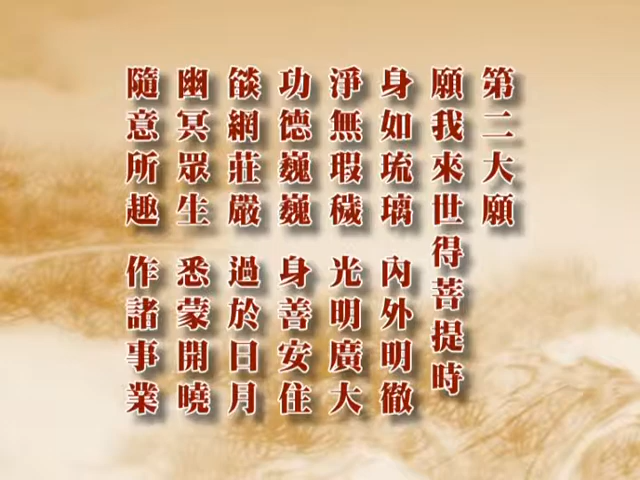 第二大願
願我來世得菩提時
身如琉璃 內外明徹
淨無瑕穢 光明廣大
功德巍巍 身善安住
燄網莊嚴 過於日月
幽冥眾生 悉蒙開曉
隨意所趣 作諸事業